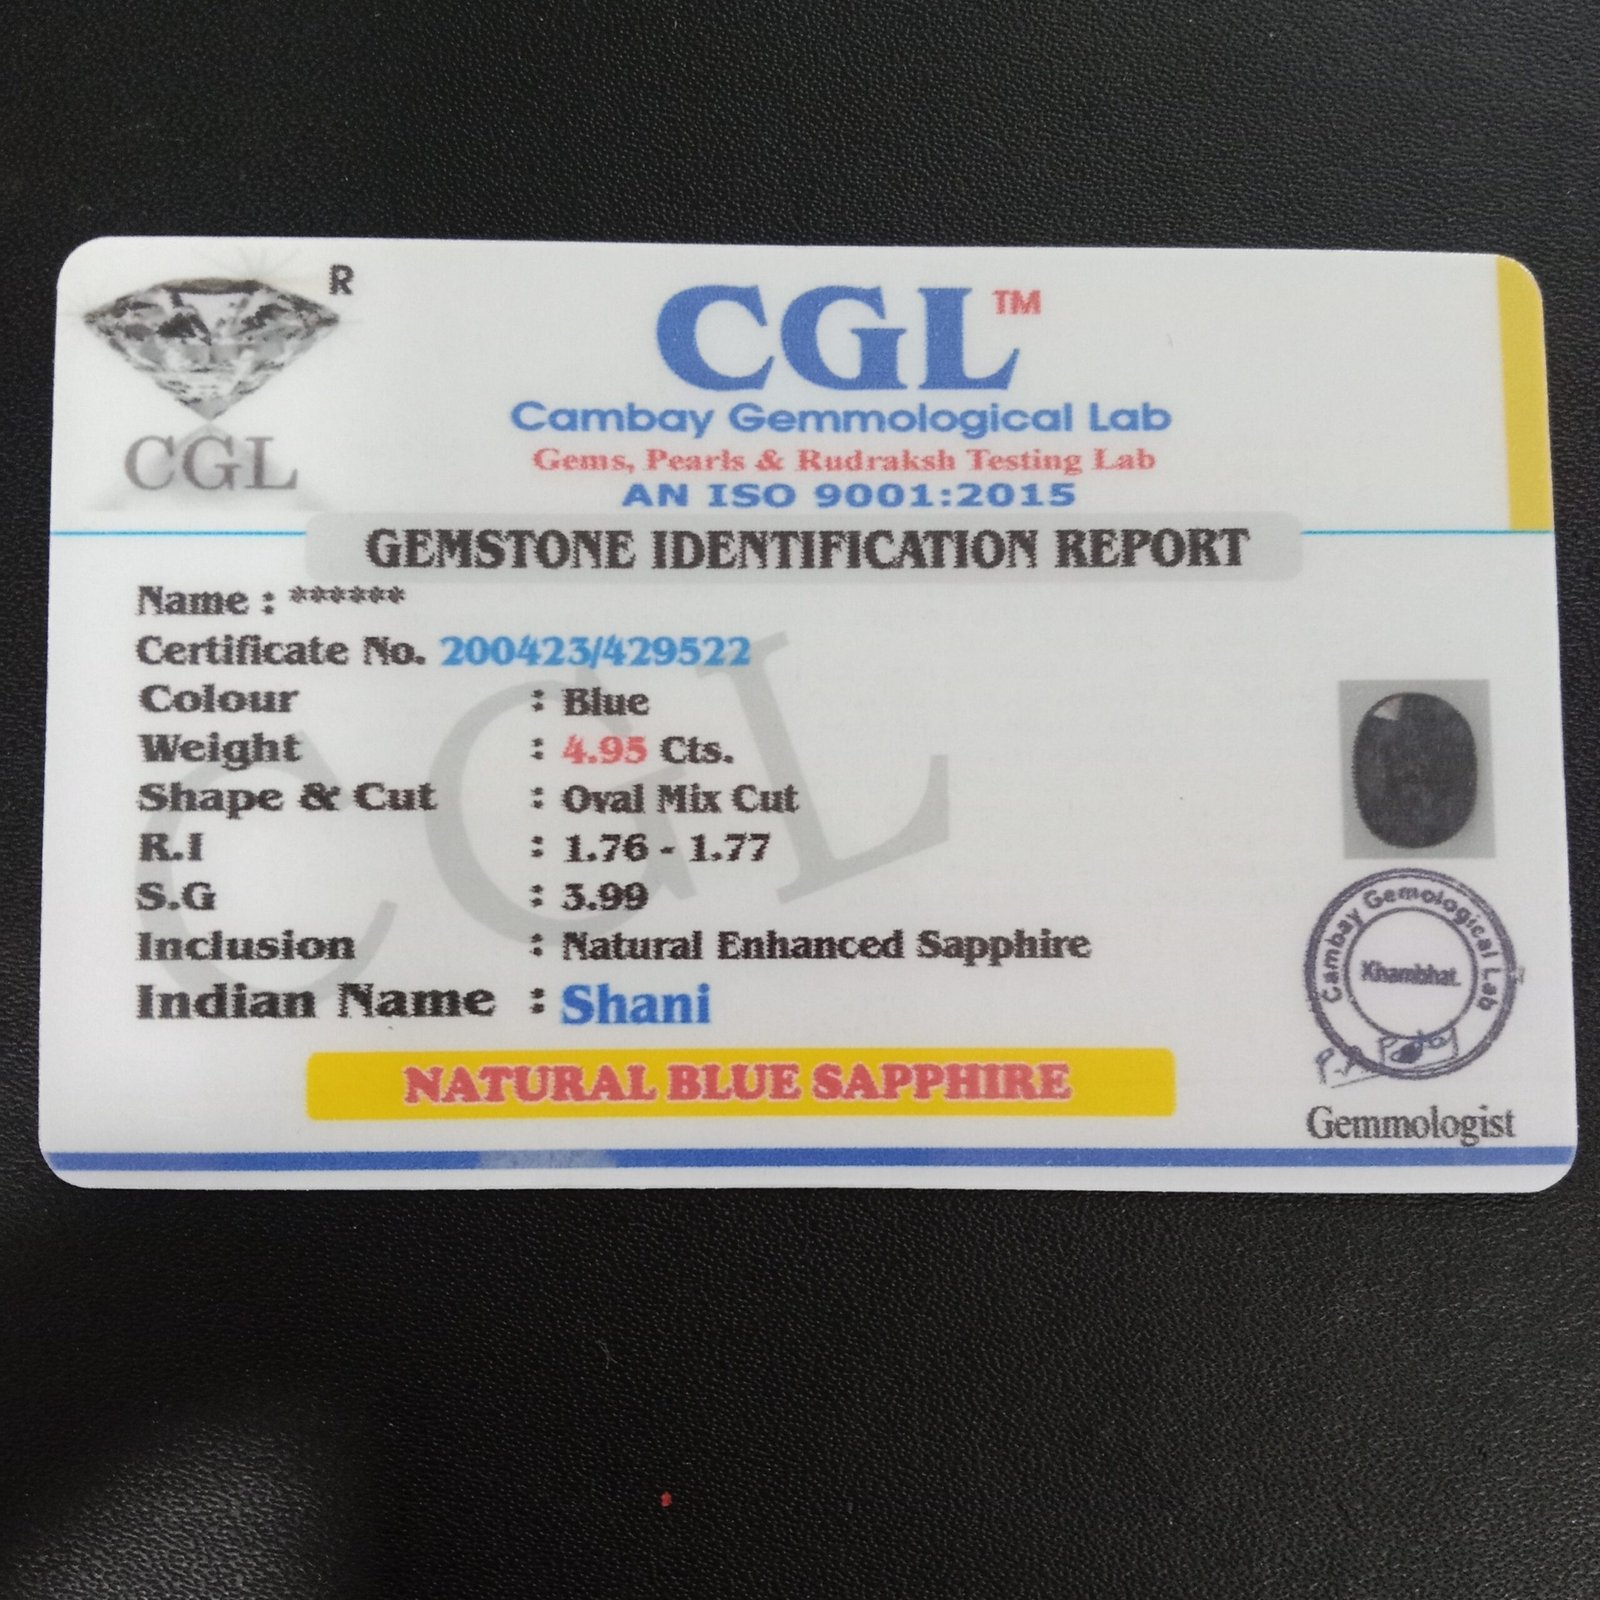 R
CGL
CGL™
Cambay Gemmological Lab
Gems, Pearls & Rudraksh Testing Lab
AN ISO 9001:2015
GEMSTONE IDENTIFICATION REPORT
Name : ******
Certificate No. 200423/429522
Colour : Blue
Weight : 4.95 Cts.
Shape & Cut : Oval Mix Cut
R.I : 1.76 - 1.77
S.G : 3.99
Inclusion : Natural Enhanced Sapphire
Indian Name : Shani
NATURAL BLUE SAPPHIRE
CGL
Cambay Gemological Lab
Khambhat.
Gemmologist